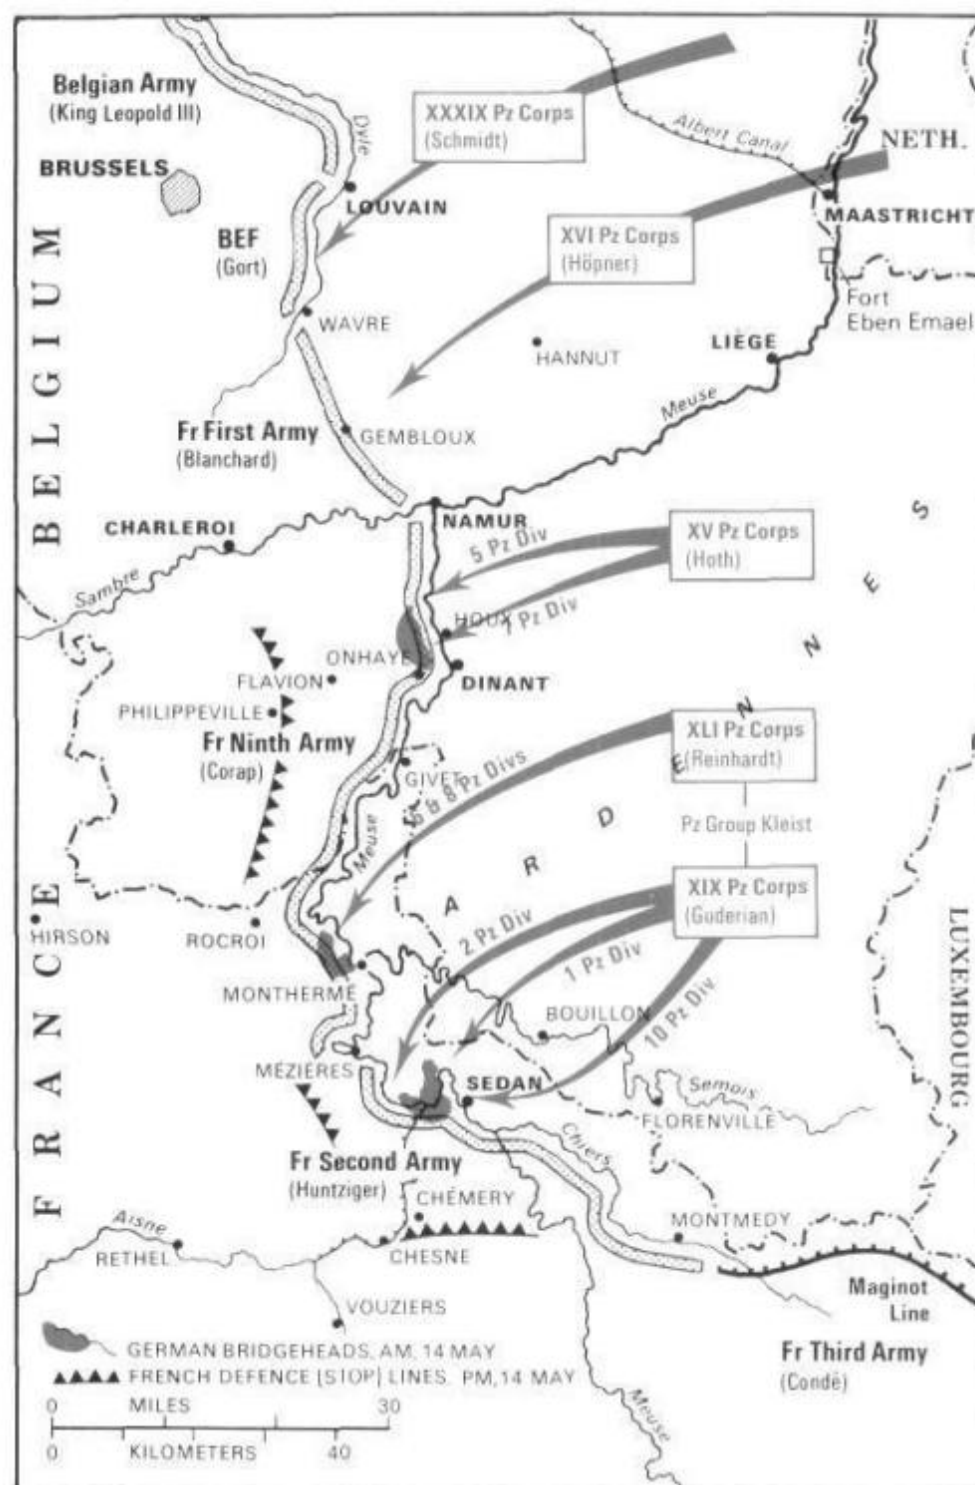 Belgian Army
(King Leopold III)
BRUSSELS
Dyle
XXXIX Pz Corps
(Schmidt)
Albert Canal
NETH.
LOUVAIN
MAASTRICHT
BEF
(Gort)
XVI Pz Corps
(Höpner)
Fort
Eben Emael
WAVRE
HANNUT
LIÈGE
Meuse
BELGIUM
Fr First Army
(Blanchard)
GEMBLOUX
CHARLEROI
NAMUR
Sambre
5 Pz Div
XV Pz Corps
(Hoth)
HOUX
7 Pz Div
ONHAYE
FLAVION
DINANT
PHILIPPEVILLE
Fr Ninth Army
(Corap)
GIVET
6 & 8 Pz Divs
XLI Pz Corps
(Reinhardt)
Pz Group Kleist
Meuse
ARDENNES
HIRSON
ROCROI
2 Pz Div
XIX Pz Corps
(Guderian)
1 Pz Div
10 Pz Div
MONTHERME
BOUILLON
LUXEMBOURG
FRANCE
MÉZIÈRES
SEDAN
Semois
FLORENVILLE
Chiers
Fr Second Army
(Huntziger)
CHÉMERY
MONTMEDY
Aisne
RETHEL
CHESNE
VOUZIERS
Maginot
Line
Fr Third Army
(Condé)
Meuse
GERMAN BRIDGEHEADS, AM, 14 MAY
FRENCH DEFENCE [STOP] LINES. PM, 14 MAY
0 MILES 30
0 KILOMETERS 40